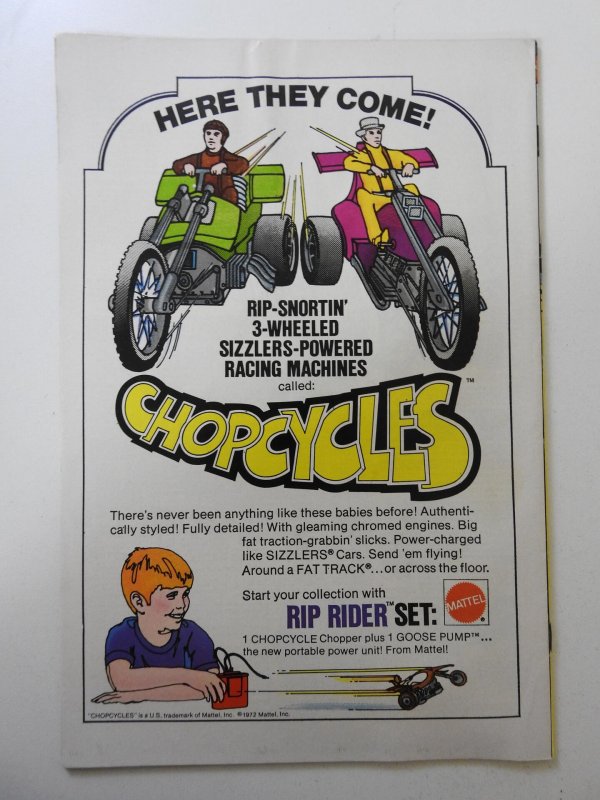 HERE THEY COME!
RIP-SNORTIN'
3-WHEELED
SIZZLERS-POWERED
RACING MACHINES
called:
CHOPCYCLES™
There's never been anything like these babies before! Authenti-
cally styled! Fully detailed! With gleaming chromed engines. Big
fat traction-grabbin' slicks. Power-charged
like SIZZLERS® Cars. Send 'em flying!
Around a FAT TRACK®...or across the floor.
Start your collection with
RIP RIDER™ SET:
MATTEL®
1 CHOPCYCLE Chopper plus 1 GOOSE PUMP™...
the new portable power unit! From Mattel!
"CHOPCYCLES" is a U.S. trademark of Mattel, Inc. ©1972 Mattel, Inc.